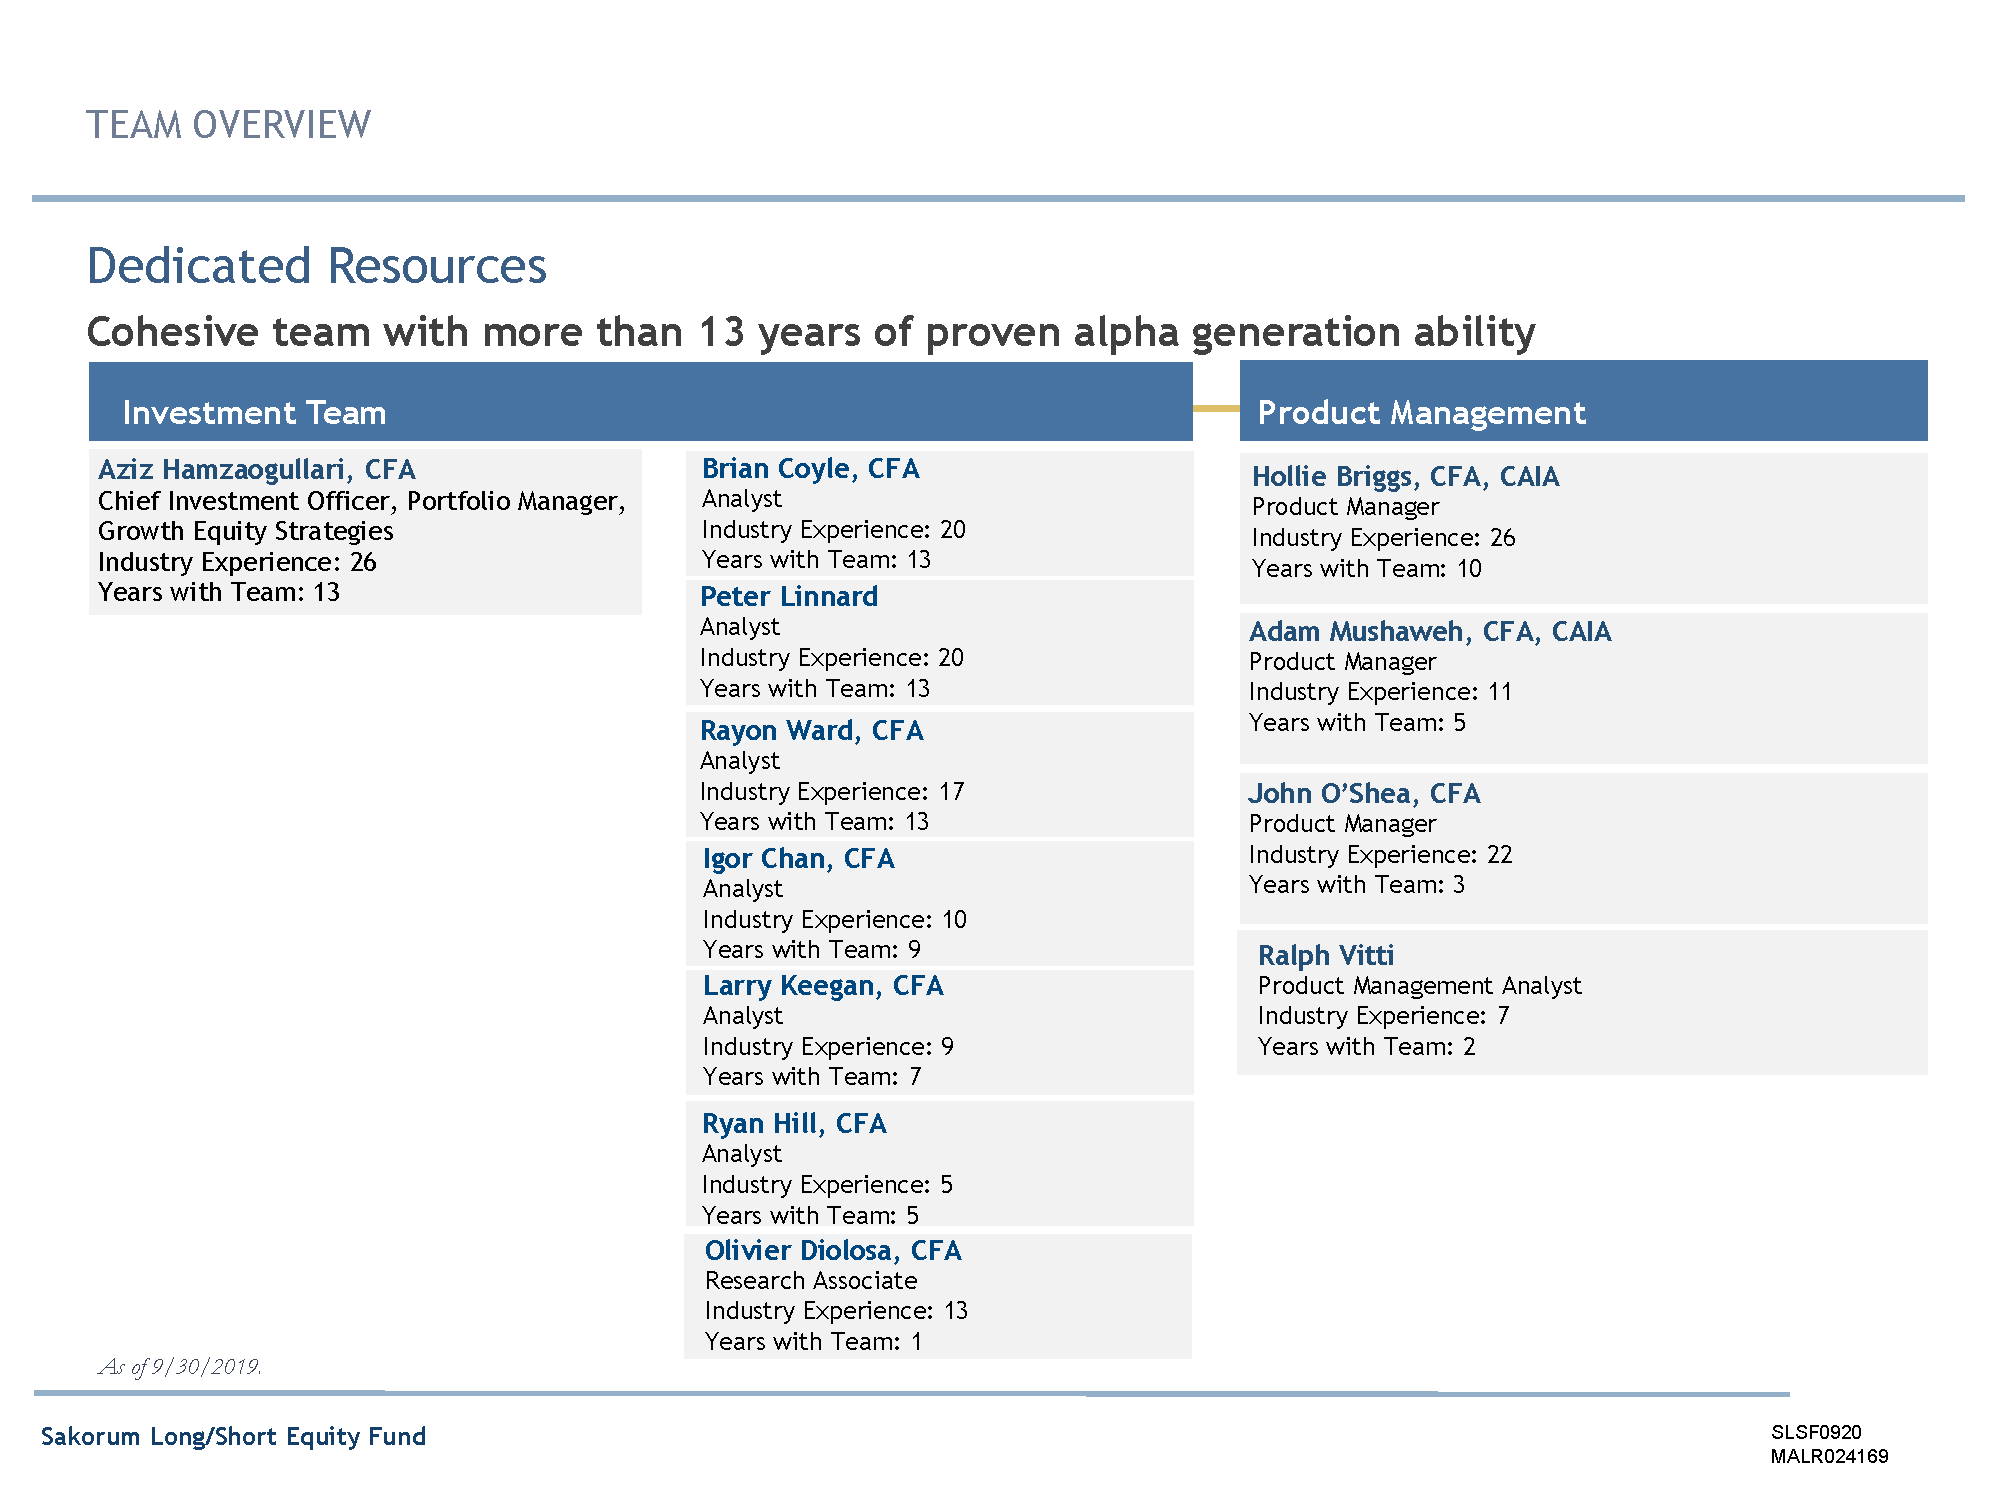 TEAM OVERVIEW
Dedicated Resources
Cohesive team with more than 13 years of proven alpha generation ability
Investment Team
Aziz Hamzaogullari, CFA
Chief Investment Officer, Portfolio Manager,
Growth Equity Strategies
Industry Experience: 26
Years with Team: 13
Brian Coyle, CFA
Analyst
Industry Experience: 20
Years with Team: 13
Peter Linnard
Analyst
Industry Experience: 20
Years with Team: 13
Rayon Ward, CFA
Analyst
Industry Experience: 17
Years with Team: 13
Igor Chan, CFA
Analyst
Industry Experience: 10
Years with Team: 9
Larry Keegan, CFA
Analyst
Industry Experience: 9
Years with Team: 7
Ryan Hill, CFA
Analyst
Industry Experience: 5
Years with Team: 5
Olivier Diolosa, CFA
Research Associate
Industry Experience: 13
Years with Team: 1
Product Management
Hollie Briggs, CFA, CAIA
Product Manager
Industry Experience: 26
Years with Team: 10
Adam Mushaweh, CFA, CAIA
Product Manager
Industry Experience: 11
Years with Team: 5
John O’Shea, CFA
Product Manager
Industry Experience: 22
Years with Team: 3
Ralph Vitti
Product Management Analyst
Industry Experience: 7
Years with Team: 2
As of 9/30/2019.
Sakorum Long/Short Equity Fund
SLSF0920
MALR024169